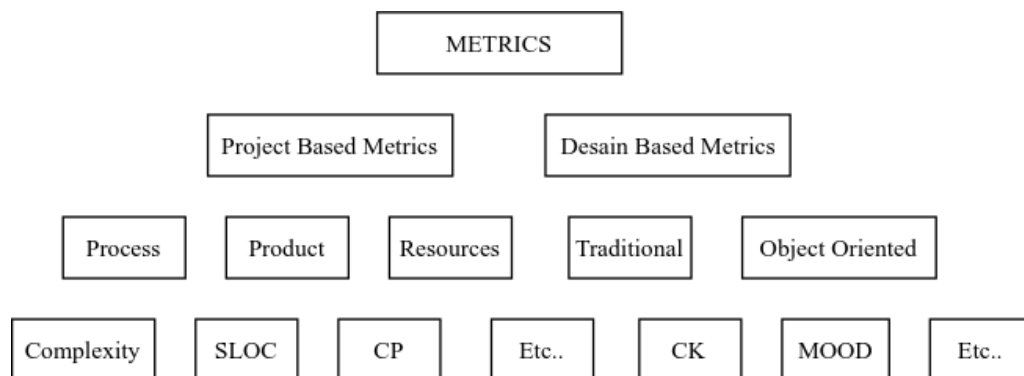 METRICS
Project Based Metrics
Desain Based Metrics
Process
Product
Resources
Traditional
Object Oriented
Complexity
SLOC
CP
Etc..
CK
MOOD
Etc..